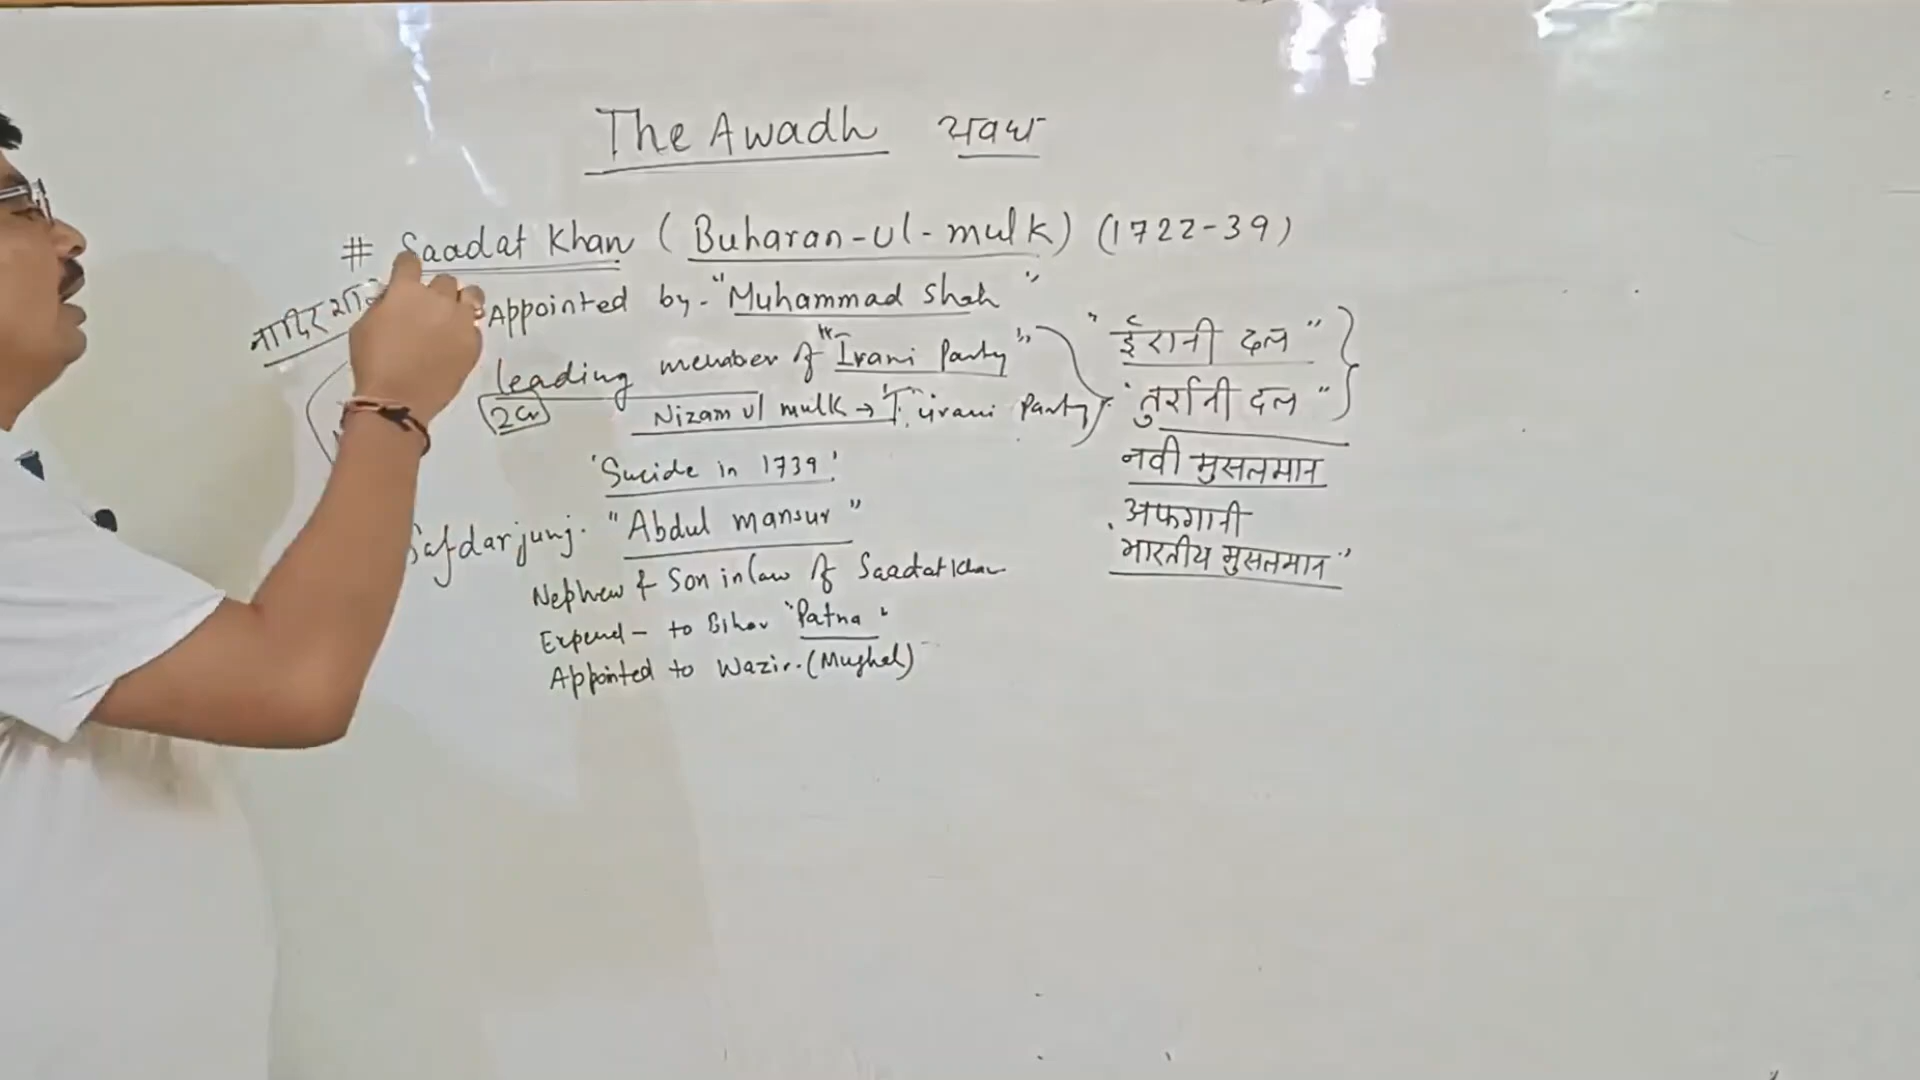 The Awadh अवध
# Saadat Khan (Buharan-ul-mulk) (1722-39)
Appointed by - "Muhammad Shah"
नादिर
leading member of "Irani Party"
2Cr
Nizam ul mulk → Turani Party
'Sucide in 1739'
Safdarjung. "Abdul mansur"
Nephew & Son in law of Saadat Khan
Expend - to Bihar "Patna"
Appointed to Wazir. (Mughal)
"ईरानी दल"
"तुर्रानी दल"
नवी मुसलमान
अफगानी
भारतीय मुसलमान"